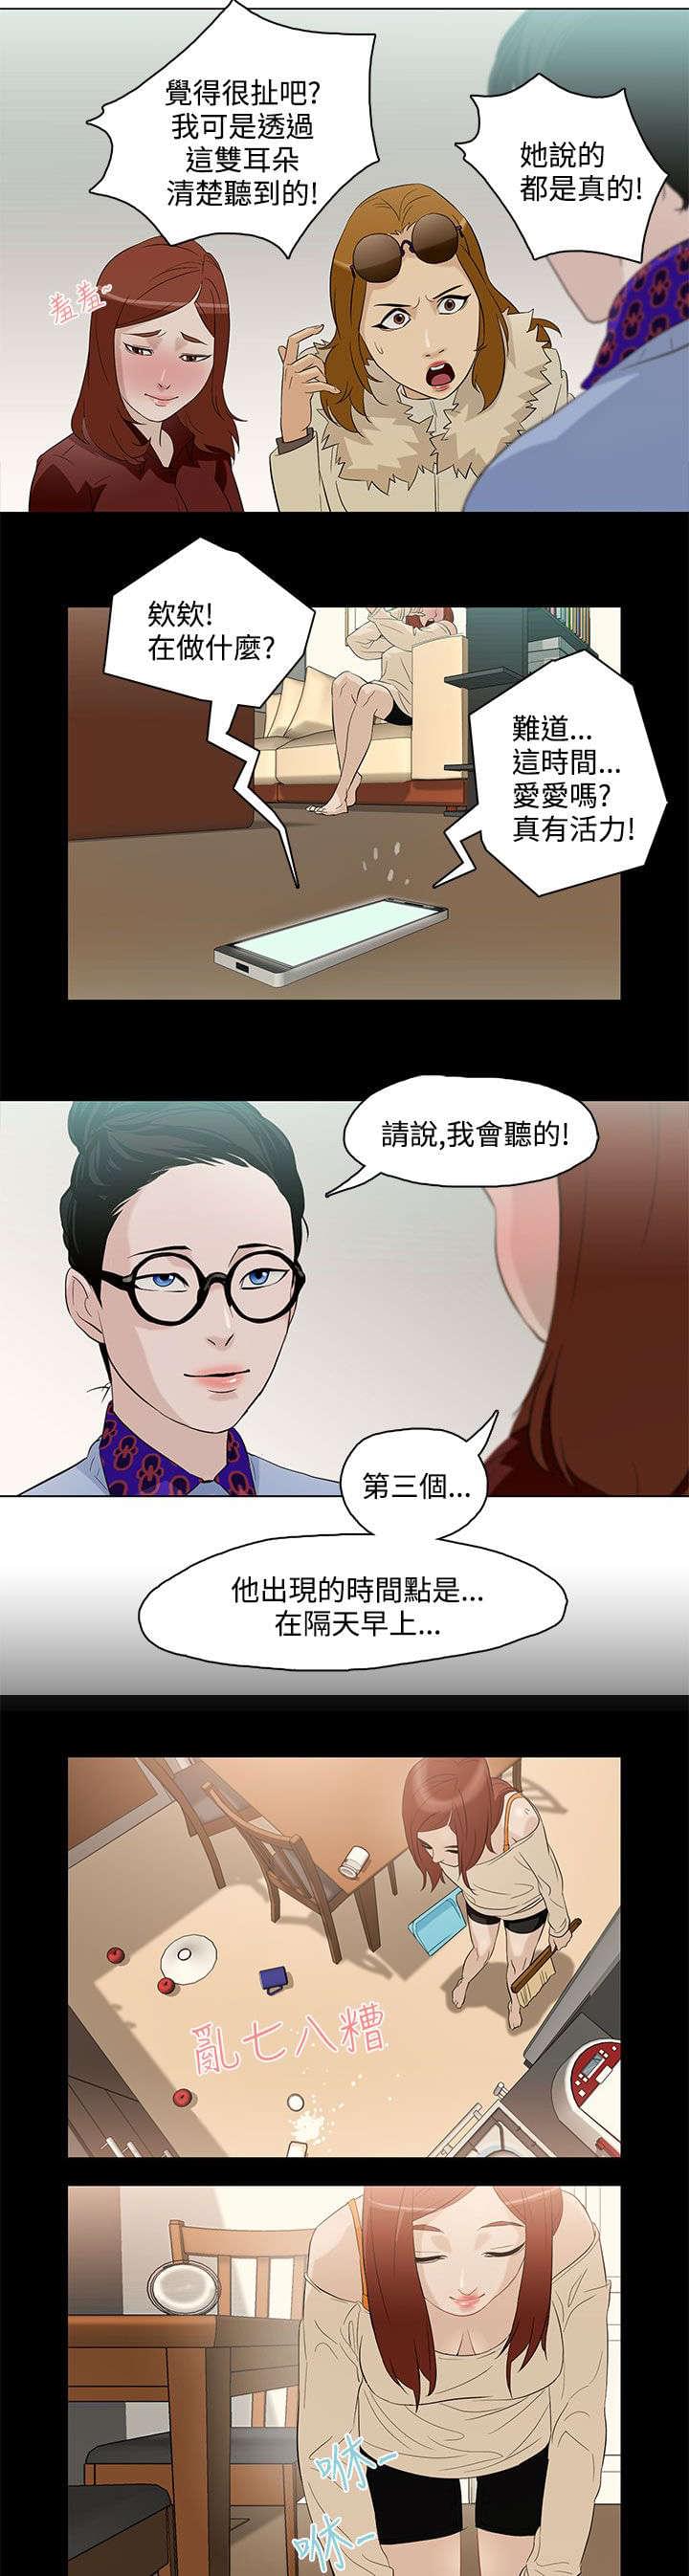 覺得很扯吧?
我可是透過
這雙耳朵
清楚聽到的!
她說的
都是真的!
羞羞~
欸欸!
在做什麼?
難道...
這時間...
愛愛嗎?
真有活力!
請說,我會聽的!
第三個...
他出現的時間點是...
在隔天早上...
亂七八糟
咻-
咻-